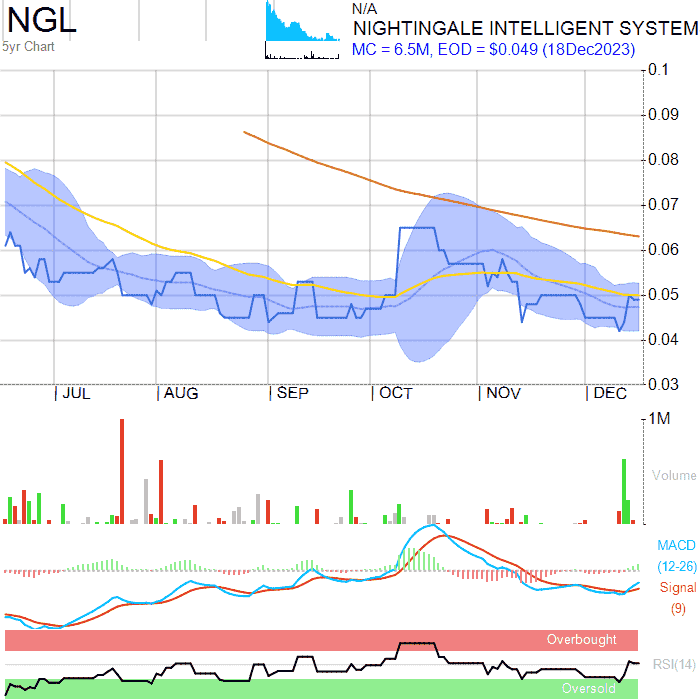 NGL
5yr Chart
N/A
NIGHTINGALE INTELLIGENT SYSTEM
MC = 6.5M, EOD = $0.049 (18Dec2023)
0.1
0.09
0.08
0.07
0.06
0.05
0.04
0.03
JUL AUG SEP OCT NOV DEC
1M
Volume
MACD
(12-26)
Signal
(9)
Overbought
RSI(14)
Oversold